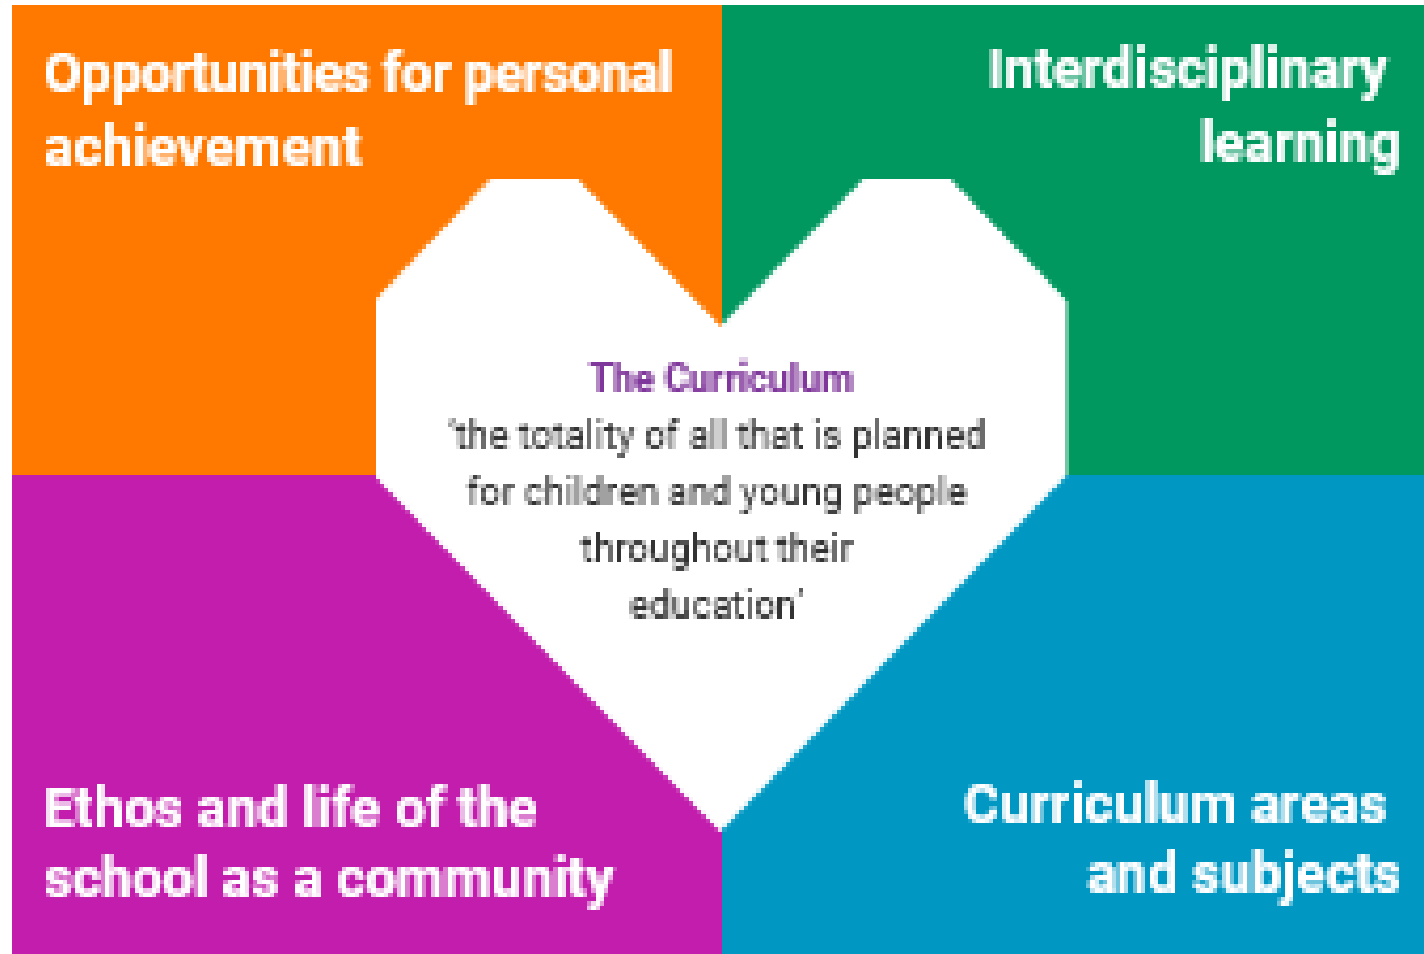 Opportunities for personal
achievement
Interdisciplinary
learning
The Curriculum
'the totality of all that is planned
for children and young people
throughout their
education'
Ethos and life of the
school as a community
Curriculum areas
and subjects